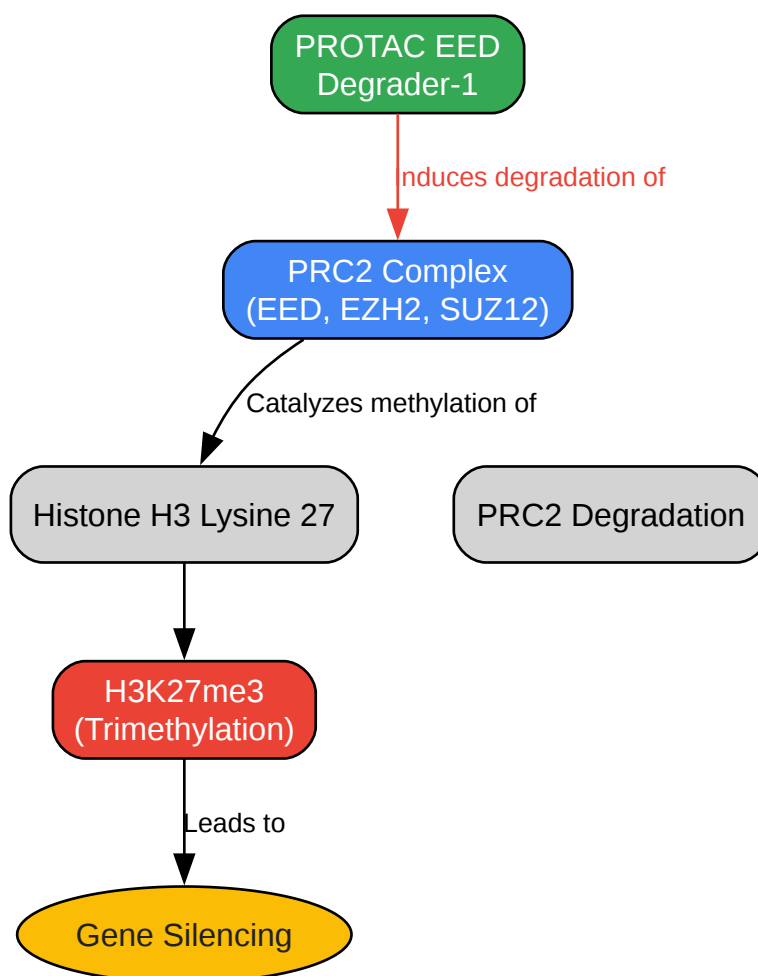 PROTAC EED
Degrader-1
Induces degradation of
PRC2 Complex
(EED, EZH2, SUZ12)
Catalyzes methylation of
Histone H3 Lysine 27
PRC2 Degradation
H3K27me3
(Trimethylation)
Leads to
Gene Silencing